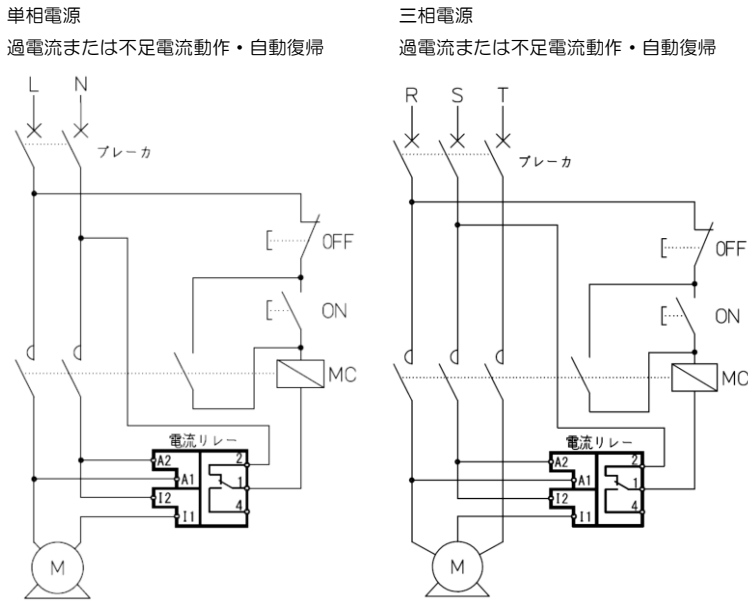 単相電源
過電流または不足電流動作・自動復帰
L N
ブレーカ
OFF
ON
MC
電流リレー
A2
2
A1
1
I2
4
I1
M
三相電源
過電流または不足電流動作・自動復帰
R S T
ブレーカ
OFF
ON
MC
電流リレー
A2
2
A1
1
I2
4
I1
M